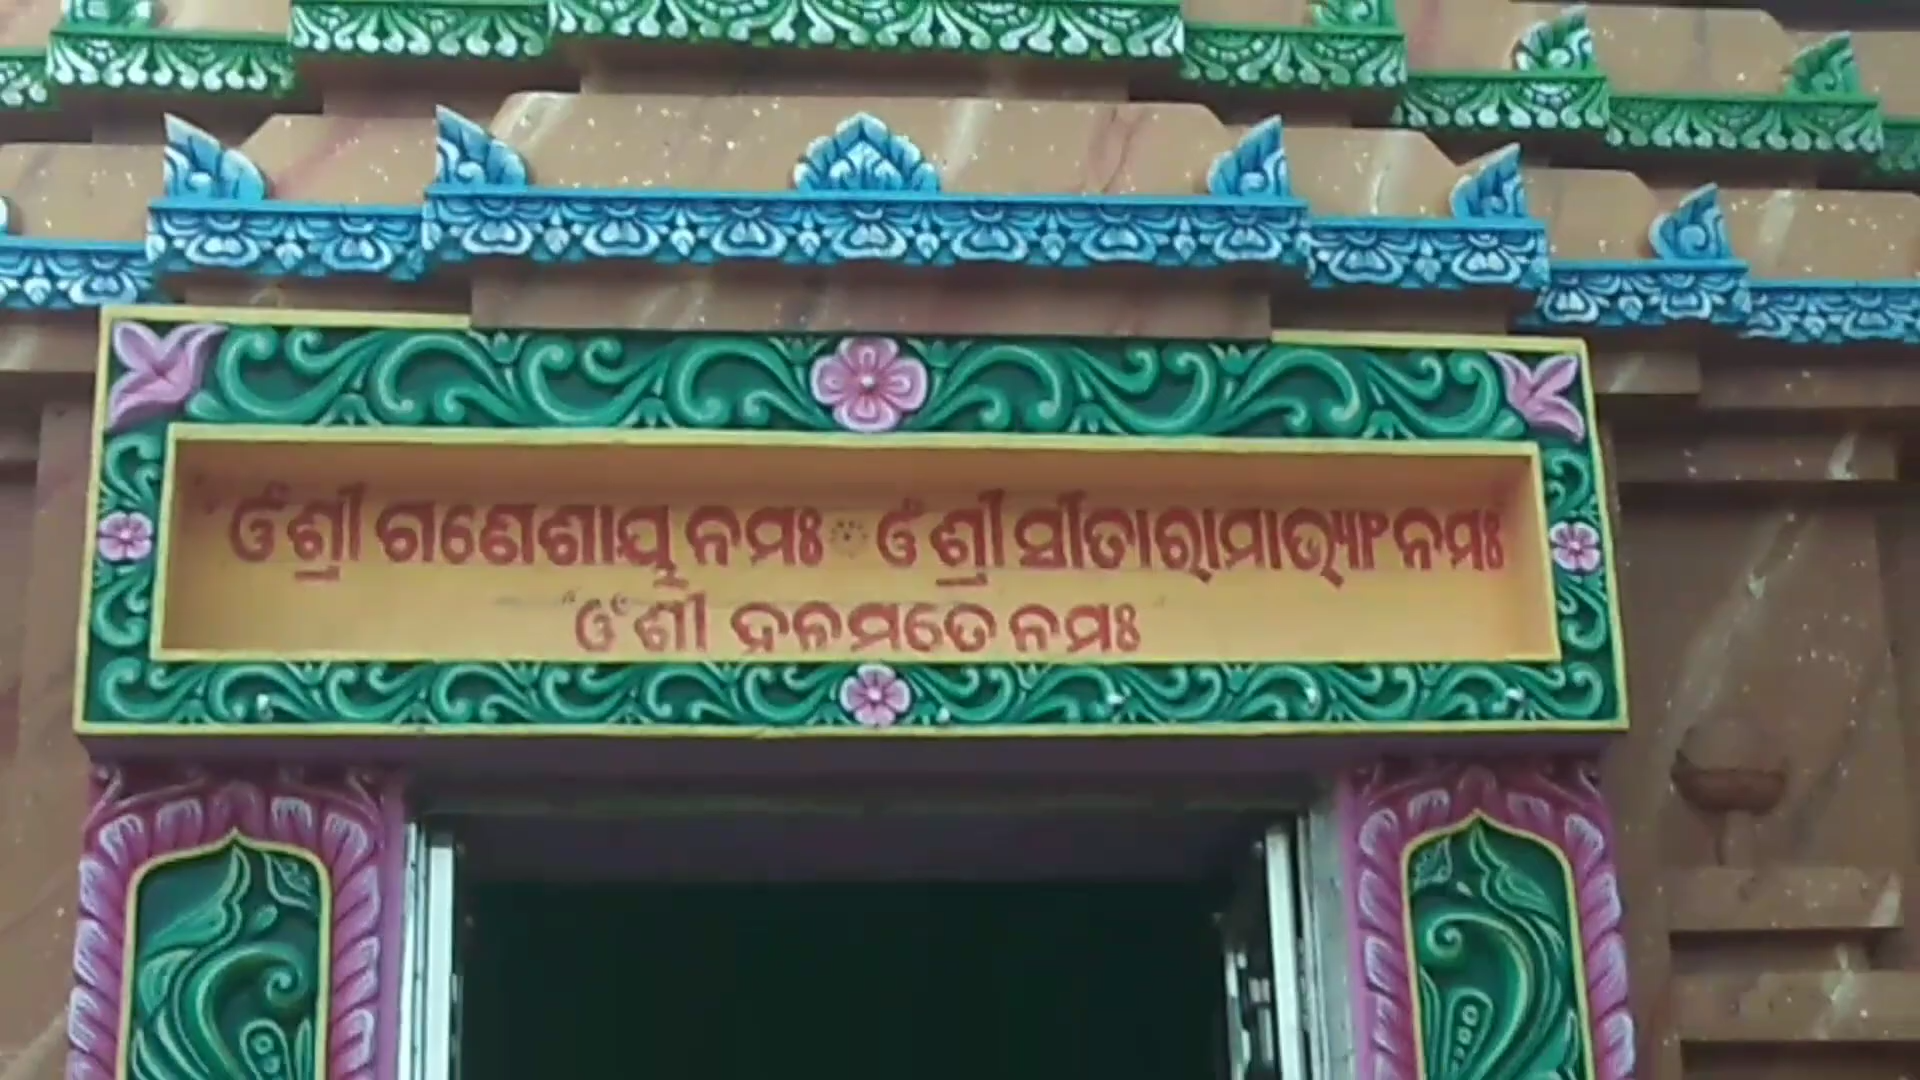 ଓଁ ଶ୍ରୀ ଗଣେଶାୟ ନମଃ ଓଁ ଶ୍ରୀ ସୀତାରାମାଭ୍ୟାଂ ନମଃ
ଓଁ ଶ୍ରୀ ହନୁମତେ ନମଃ